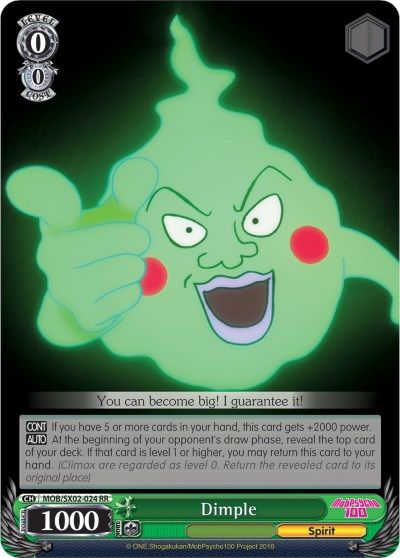 LEVEL
0
0
COST
You can become big! I guarantee it!
CONT If you have 5 or more cards in your hand, this card gets +2000 power.
AUTO At the beginning of your opponent's draw phase, reveal the top card
of your deck. If that card is level 1 or higher, you may return this card to your
hand. (Climax are regarded as level 0. Return the revealed card to its
original place)
CH MOB/SX02-024 RR
POWER 1000
Dimple
MobPsycho 100
Spirit
© ONE,Shogakukan/MobPsycho100 Project 2016